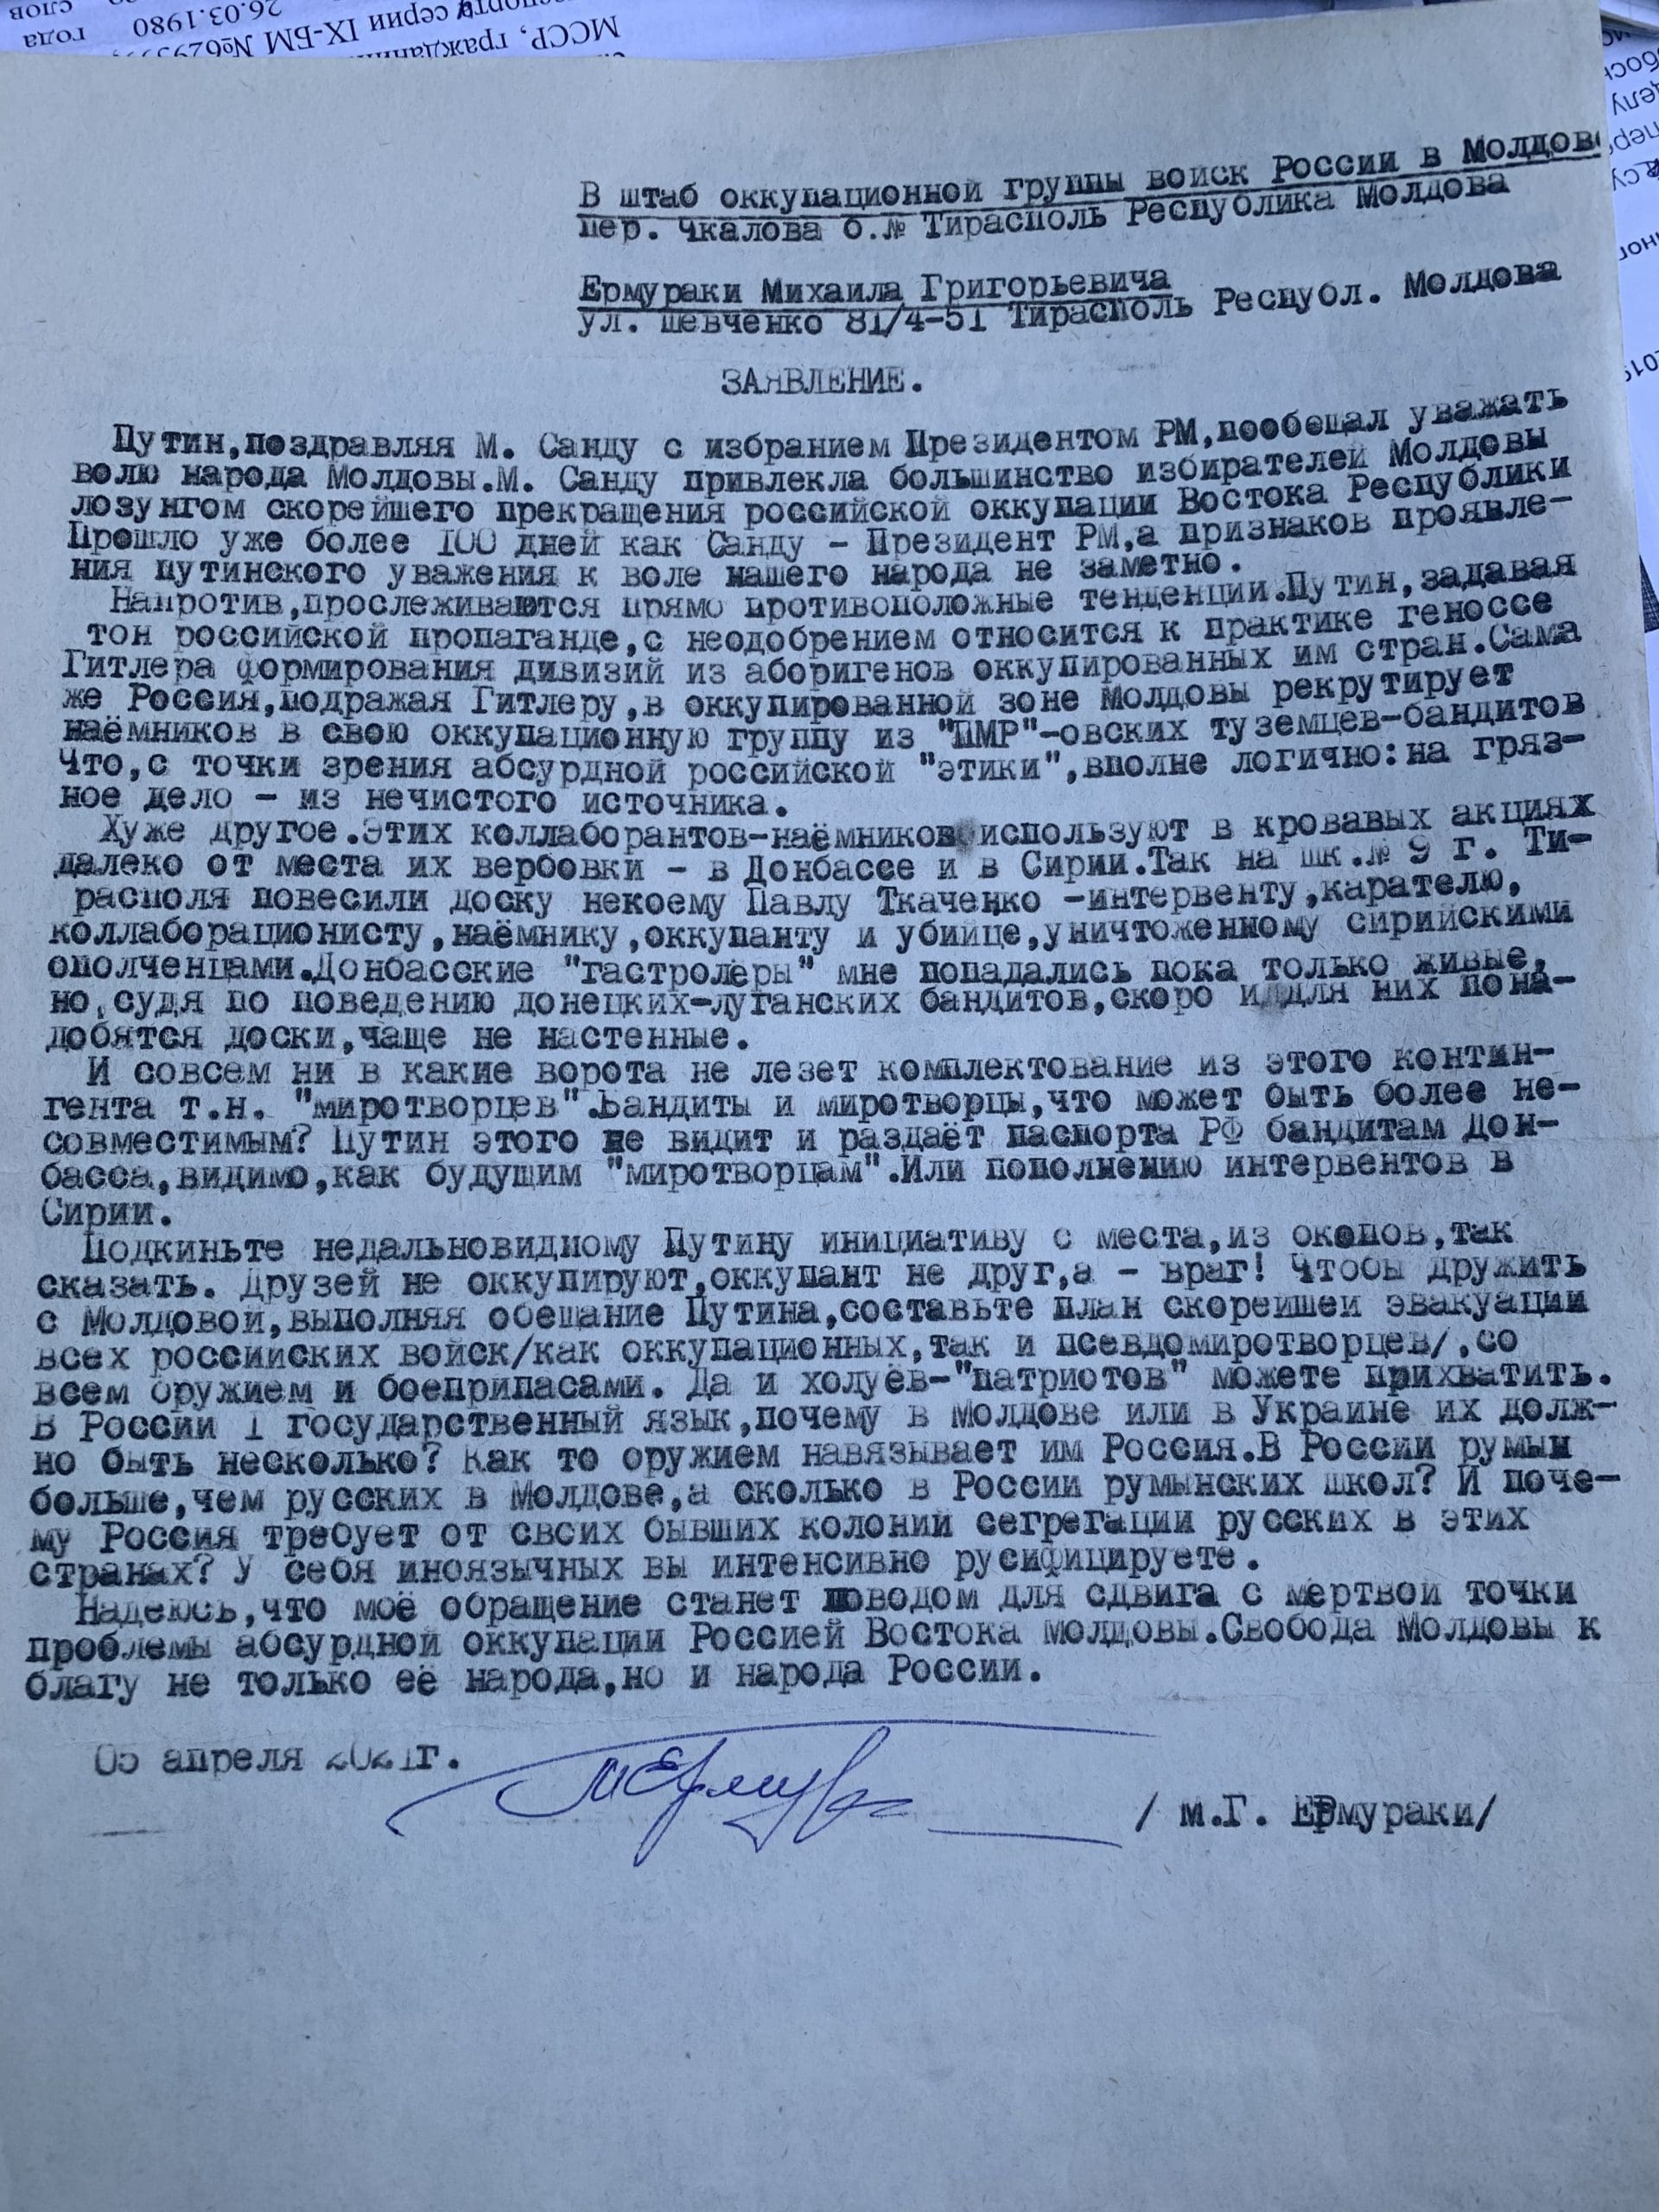 В штаб оккупационной группы войск России в Молдов
пер. Чкалова б.№ Тирасполь Республика Молдова
Ермураки Михаила Григорьевича
ул. Шевченко 81/4-51 Тирасполь Республ. Молдова
ЗАЯВЛЕНИЕ.
Путин,поздравляя М. Санду с избранием Президентом РМ,пообещал уважать
волю народа Молдовы.М. Санду привлекла большинство избирателей Молдовы
лозунгом скорейшего прекращения российской оккупации Востока Республики
Прошло уже более 100 дней как Санду - Президент РМ,а признаков проявле-
ния путинского уважения к воле нашего народа не заметно.
Напротив,прослеживаются прямо противоположные тенденции.Путин,задавая
тон российской пропаганде,с неодобрением относится к практике геноссе
Гитлера формирования дивизий из аборигенов оккупированных им стран.Сама
же Россия,подражая Гитлеру,в оккупированной зоне Молдовы рекрутирует
наёмников в свою оккупационную группу из "ПМР"-овских туземцев-бандитов
Что,с точки зрения абсурдной российской "этики",вполне логично:на гряз-
ное дело - из нечистого источника.
Хуже другое.Этих коллаборантов-наёмников используют в кровавых акциях
далеко от места их вербовки - в Донбассе и в Сирии.Так на шк.№ 9 г. Ти-
располя повесили доску некоему Павлу Ткаченко -интервенту,карателю,
коллаборационисту,наёмнику,оккупанту и убийце,уничтоженному сирийскими
ополченцами.Донбасские "гастролёры" мне попадались пока только живые,
но,судя по поведению донецких-луганских бандитов,скоро и для них пона-
добятся доски,чаще не настенные.
И совсем ни в какие ворота не лезет комплектование из этого контин-
гента т.н. "миротворцев".Бандиты и миротворцы,что может быть более не-
совместимым? Путин этого не видит и раздаёт паспорта РФ бандитам Дон-
басса,видимо,как будущим "миротворцам".Или пополнению интервентов в
Сирии.
Подкиньте недальновидному Путину инициативу с места,из окопов,так
сказать. Друзей не оккупируют,оккупант не друг,а - враг! Чтобы дружить
с Молдовой,выполняя обещание Путина,составьте план скорейшей эвакуации
всех российских войск/как оккупационных,так и псевдомиротворцев/,со
всем оружием и боеприпасами. Да и холуёв-"патриотов" можете прихватить.
В России 1 государственный язык,почему в Молдове или в Украине их долж-
но быть несколько? Как то оружием навязывает им Россия.В России румын
больше,чем русских в Молдове,а сколько в России румынских школ? И поче-
му Россия требует от своих бывших колоний сегрегации русских в этих
странах? У себя иноязычных вы интенсивно русифицируете.
Надеюсь,что моё обращение станет поводом для сдвига с мертвой точки
проблемы абсурдной оккупации Россией Востока Молдовы.Свобода Молдовы к
благу не только её народа,но и народа России.
05 апреля 2021г.
/ М.Г. Ермураки/